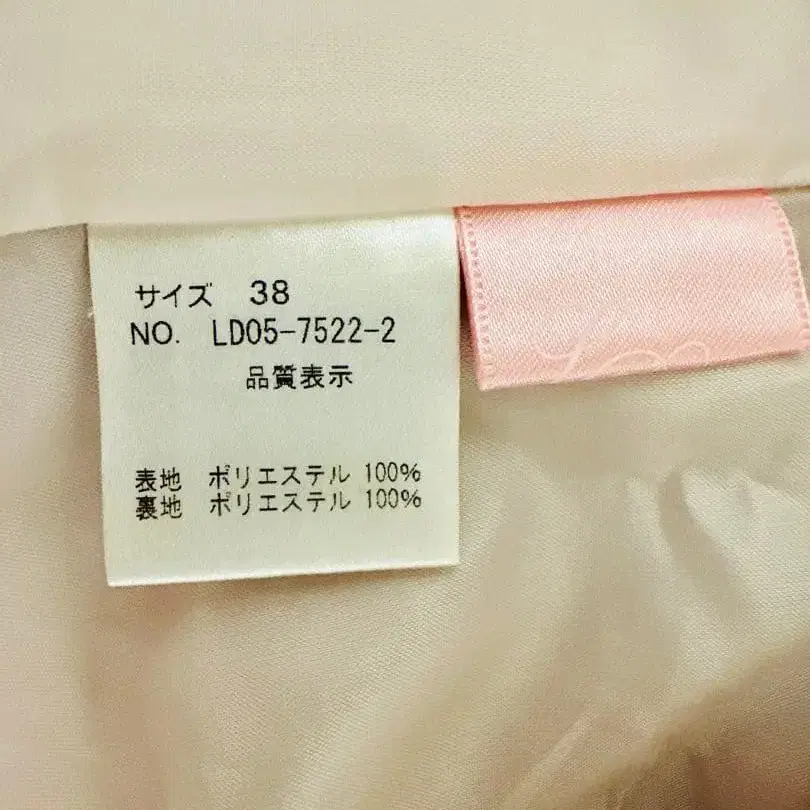 サイズ 38
NO. LD05-7522-2
品質表示
表地 ポリエステル 100%
裏地 ポリエステル 100%